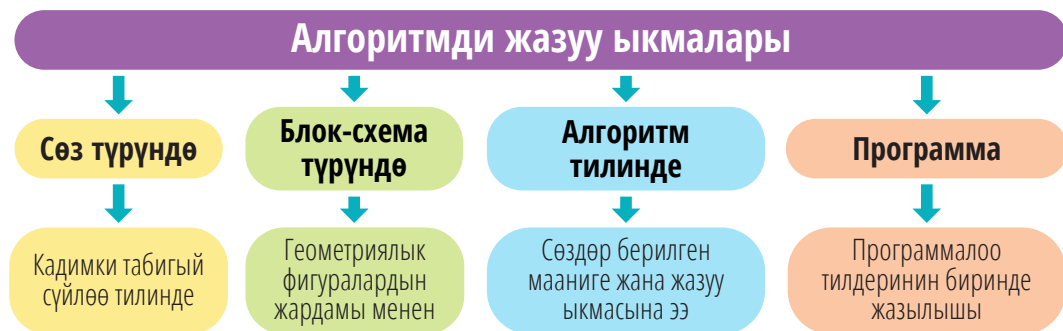 Алгоритмди жазуу ыкмалары
Сөз түрүндө
Блок-схема
түрүндө
Алгоритм
тилинде
Программа
Кадимки табигый
сүйлөө тилинде
Геометриялык
фигуралардын
жардамы менен
Сөздөр берилген
мааниге жана жазуу
ыкмасына ээ
Программалоо
тилдеринин биринде
жазылышы